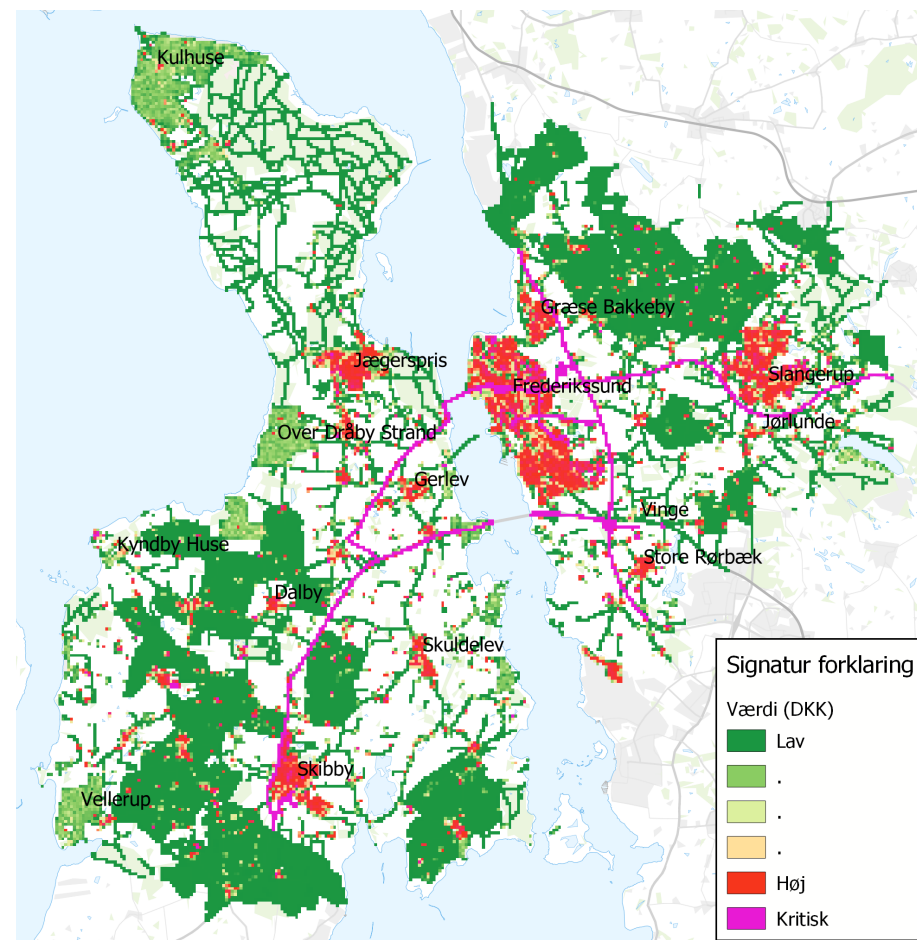 Kulhuse
Græse Bakkeby
Jægerspris
Slangerup
Frederikssund
Jørlunde
Over Dråby Strand
Gerlev
Vinge
Kyndby Huse
Store Rørbæk
Dalby
Skuldelev
Skibby
Vellerup
Signatur forklaring
Værdi (DKK)
Lav
.
.
.
Høj
Kritisk